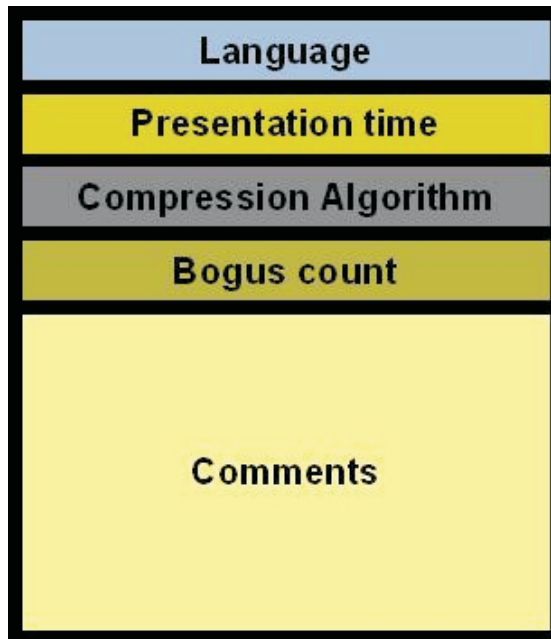 Language
Presentation time
Compression Algorithm
Bogus count
Comments